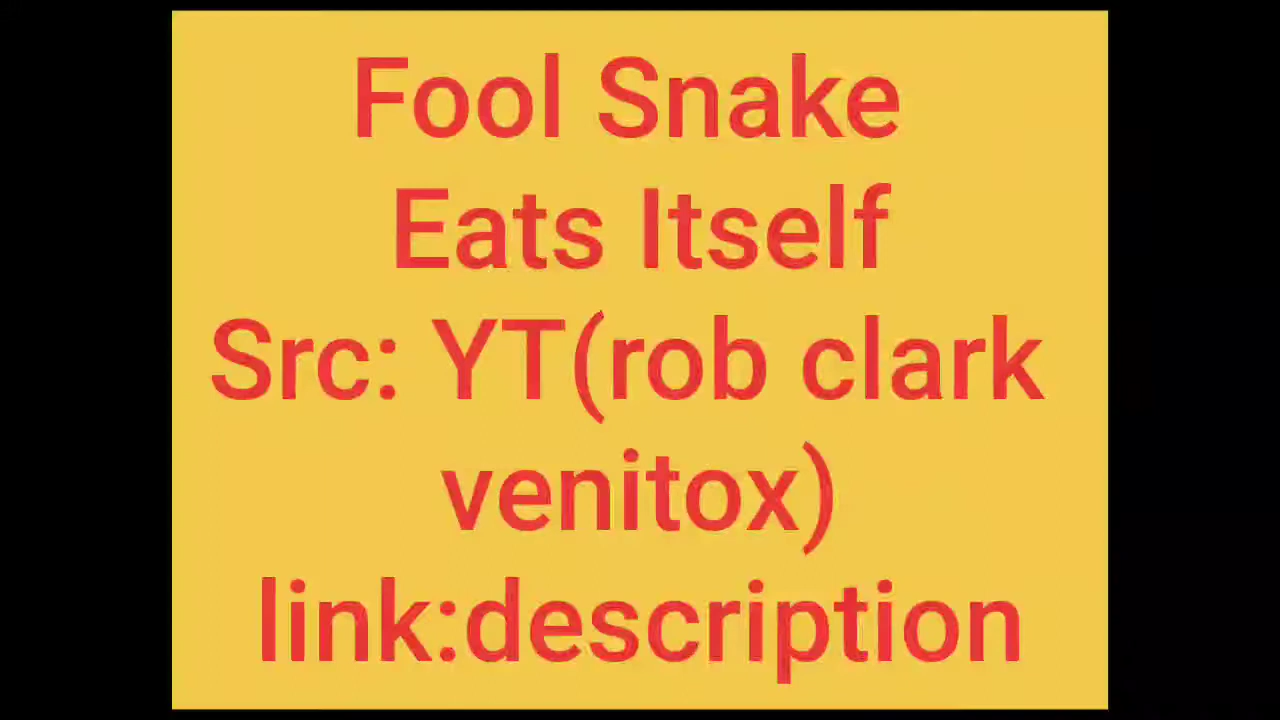 Fool Snake
Eats Itself
Src: YT(rob clark
venitox)
link:description